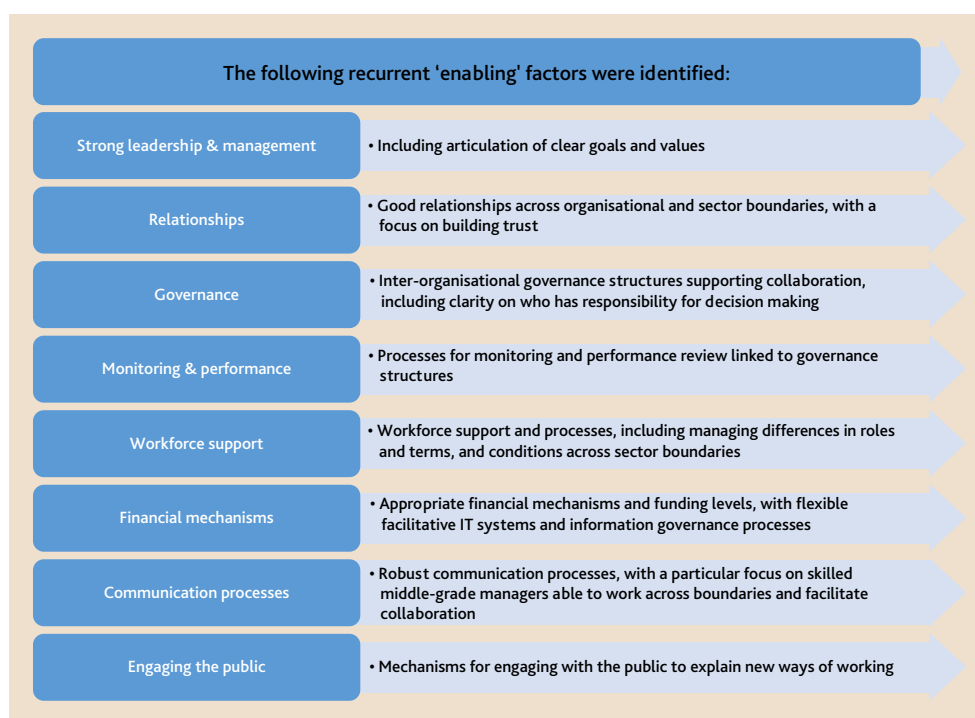 The following recurrent ‘enabling’ factors were identified:
Strong leadership & management
• Including articulation of clear goals and values
Relationships
• Good relationships across organisational and sector boundaries, with a
focus on building trust
Governance
• Inter-organisational governance structures supporting collaboration,
including clarity on who has responsibility for decision making
Monitoring & performance
• Processes for monitoring and performance review linked to governance
structures
Workforce support
• Workforce support and processes, including managing differences in roles
and terms, and conditions across sector boundaries
Financial mechanisms
• Appropriate financial mechanisms and funding levels, with flexible
facilitative IT systems and information governance processes
Communication processes
• Robust communication processes, with a particular focus on skilled
middle-grade managers able to work across boundaries and facilitate
collaboration
Engaging the public
• Mechanisms for engaging with the public to explain new ways of working